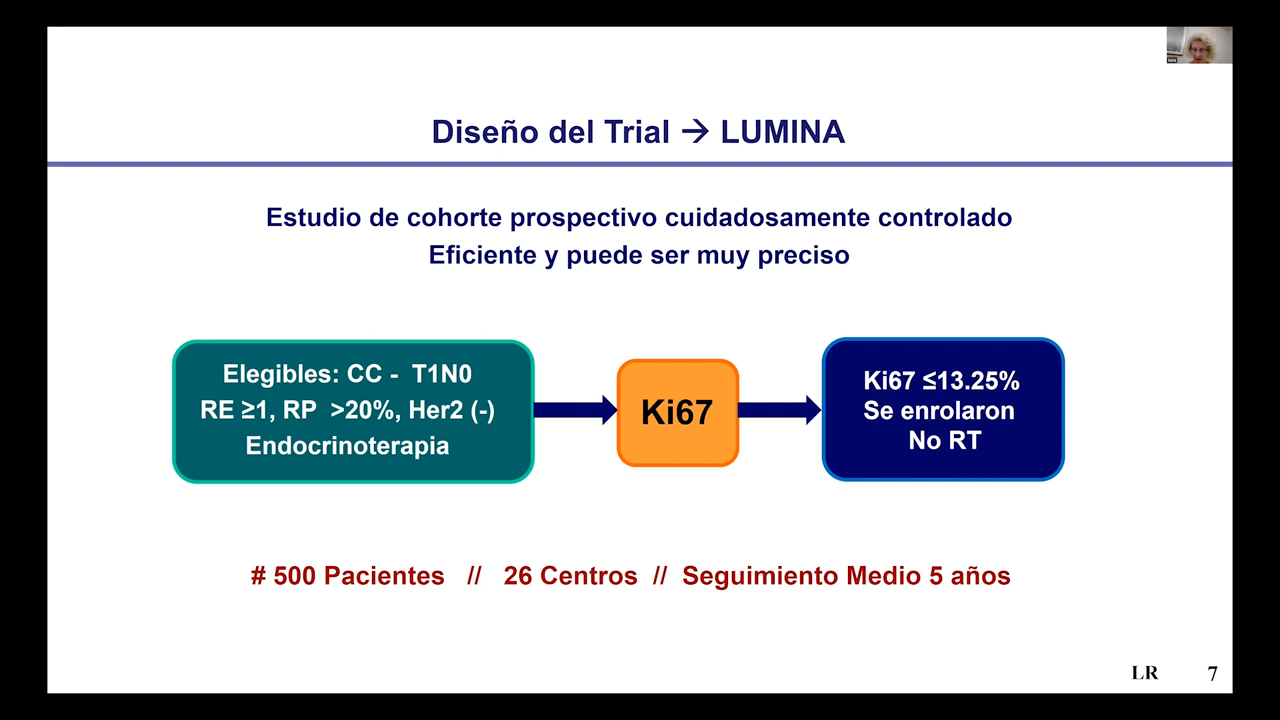 Diseño del Trial → LUMINA
Estudio de cohorte prospectivo cuidadosamente controlado
Eficiente y puede ser muy preciso
Elegibles: CC - T1N0
RE ≥1, RP >20%, Her2 (-)
Endocrinoterapia
Ki67
Ki67 ≤13.25%
Se enrolaron
No RT
# 500 Pacientes // 26 Centros // Seguimiento Medio 5 años
LR 7